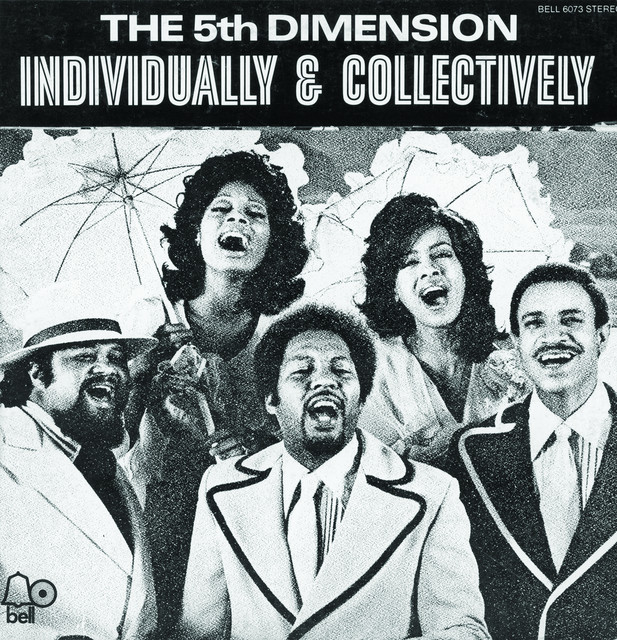 BELL 6073 STEREO
THE 5th DIMENSION
INDIVIDUALLY & COLLECTIVELY
bell